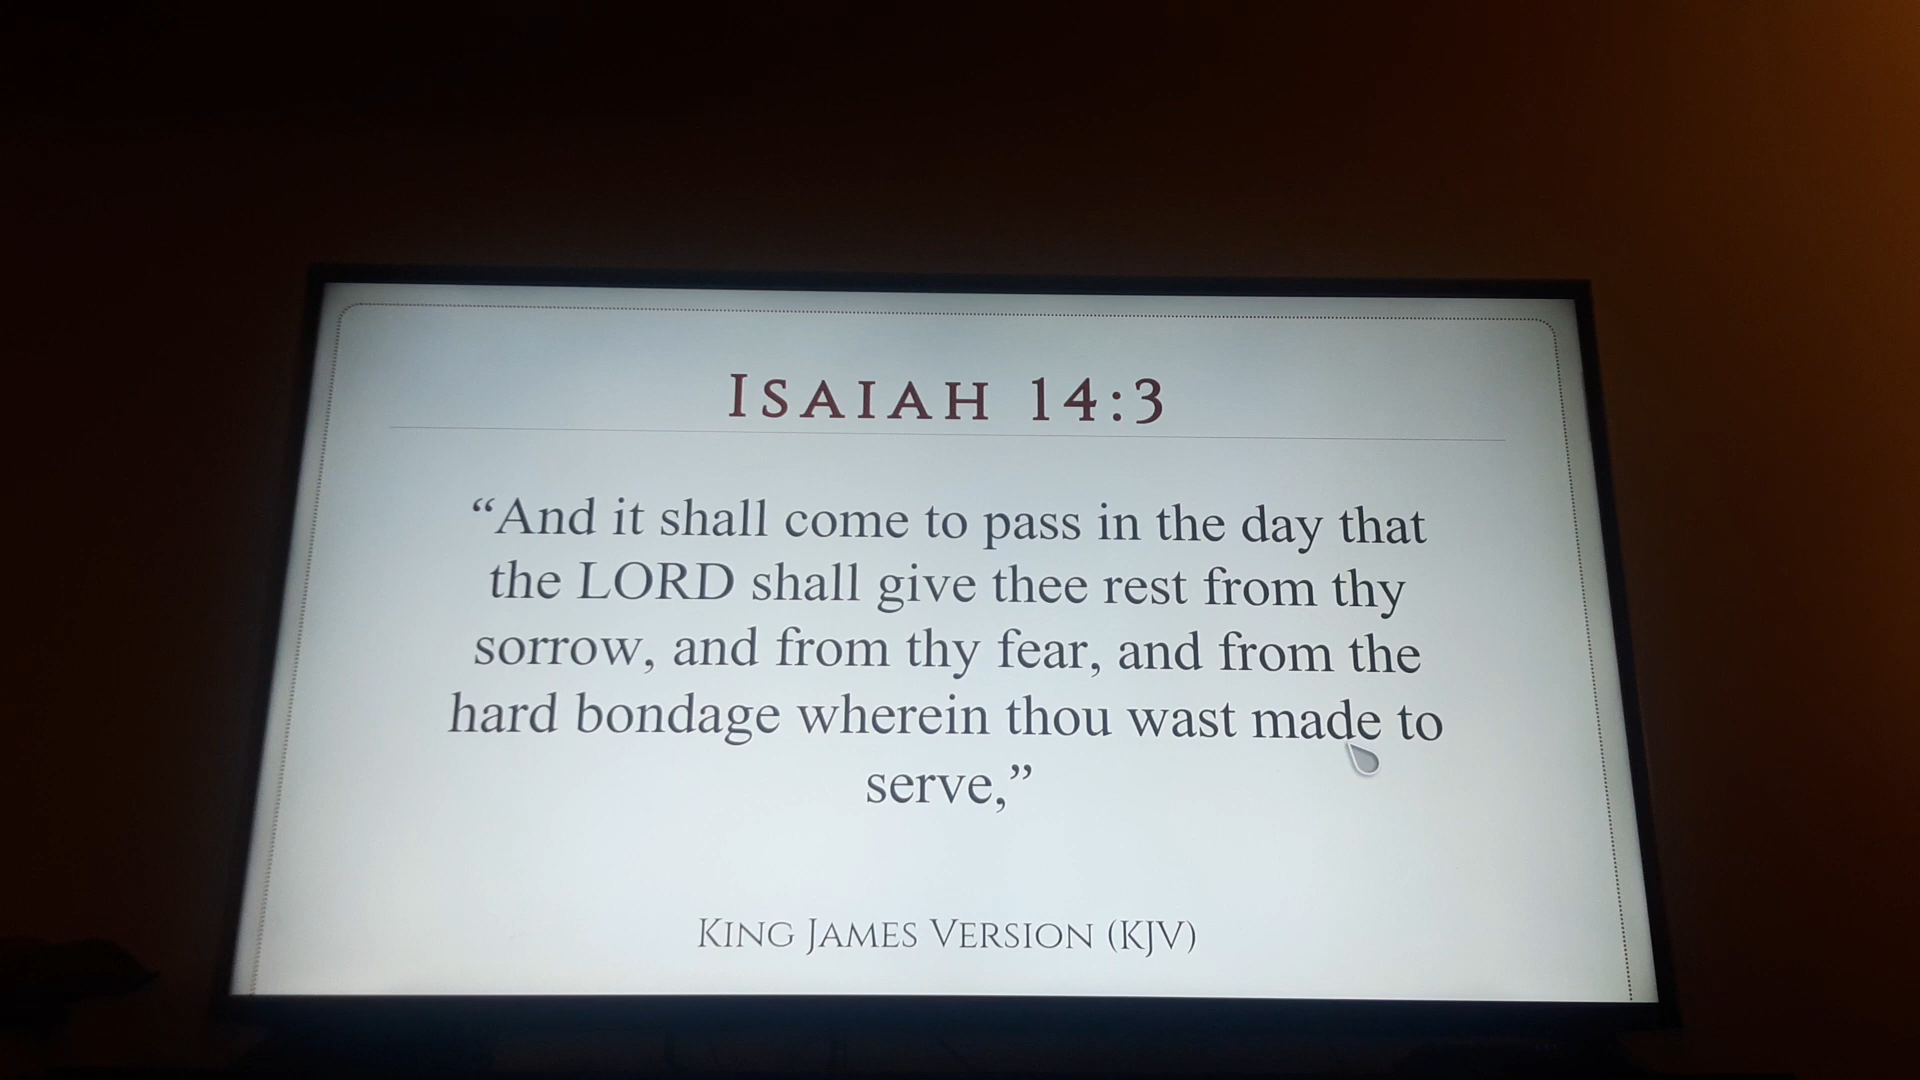 ISAIAH 14:3
“And it shall come to pass in the day that
the LORD shall give thee rest from thy
sorrow, and from thy fear, and from the
hard bondage wherein thou wast made to
serve,”
KING JAMES VERSION (KJV)